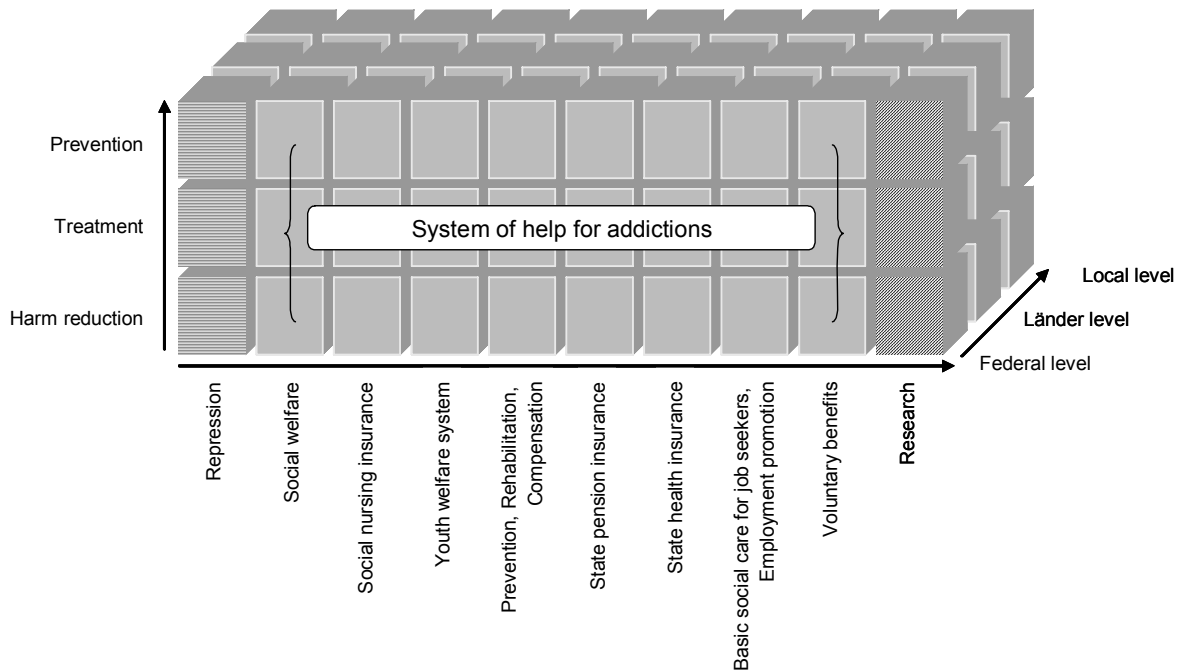 Prevention
Treatment
Harm reduction
System of help for addictions
Local level
Länder level
Federal level
Repression
Social welfare
Social nursing insurance
Youth welfare system
Prevention, Rehabilitation,
Compensation
State pension insurance
State health insurance
Basic social care for job seekers,
Employment promotion
Voluntary benefits
Research